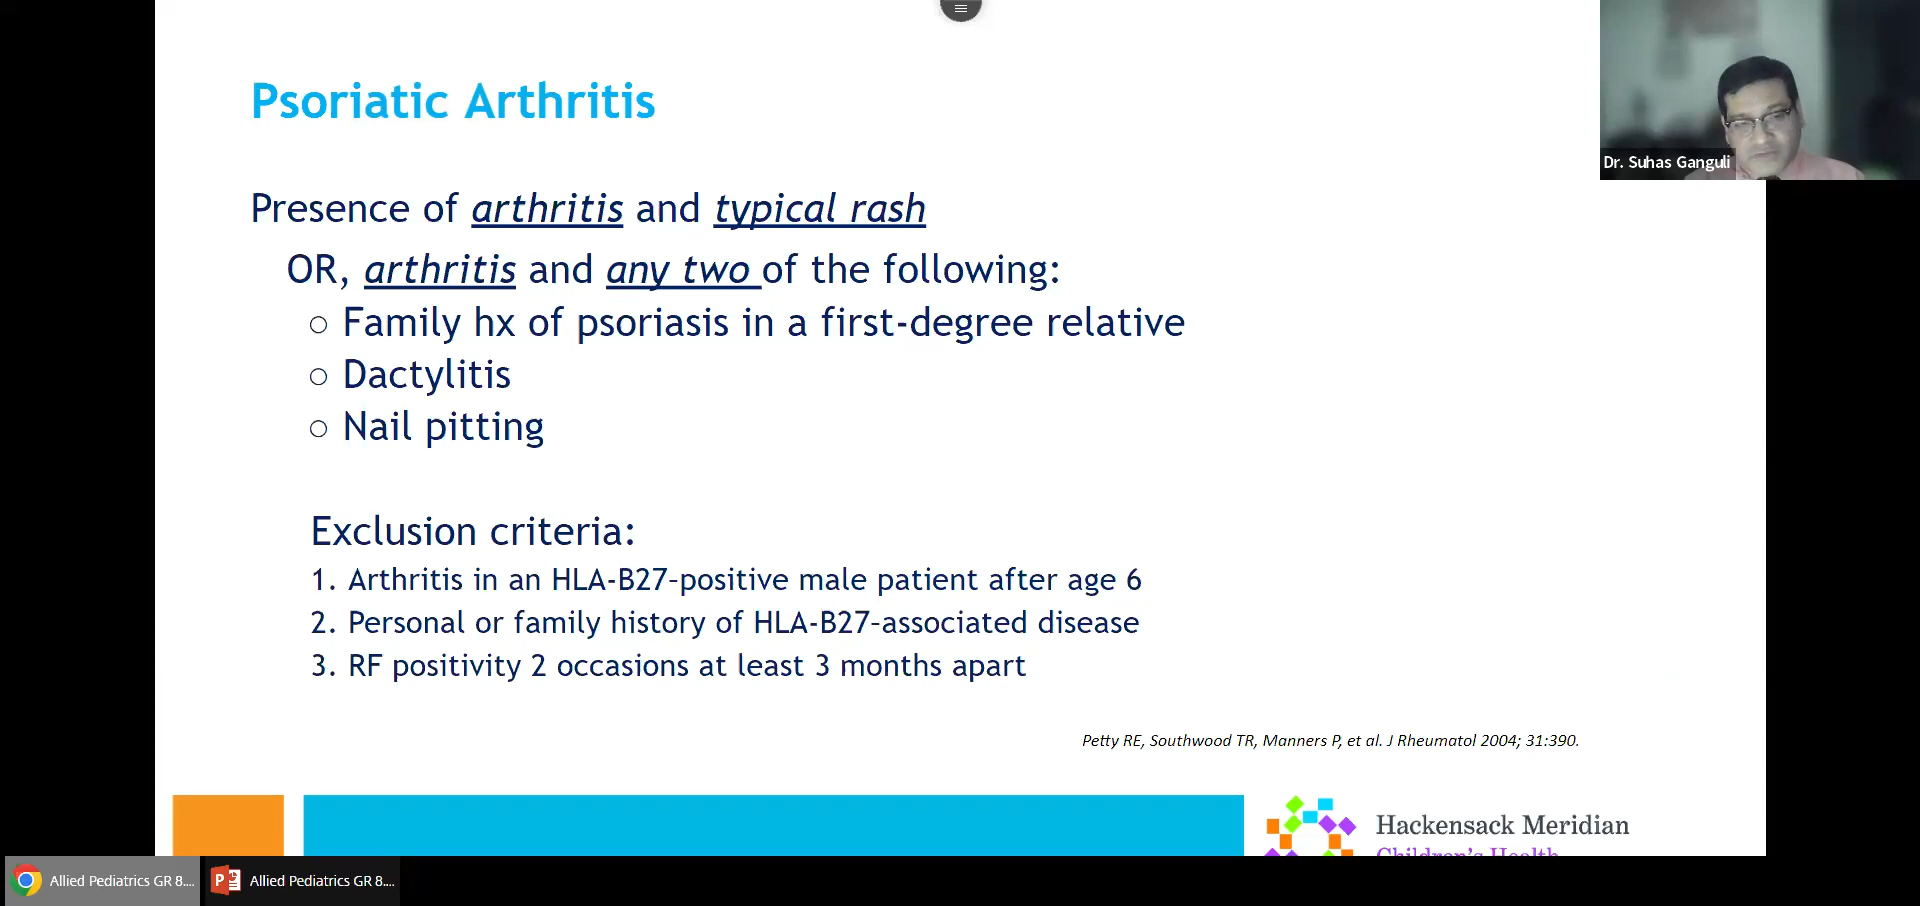 Psoriatic Arthritis
Dr. Suhas Ganguli
Presence of arthritis and typical rash
OR, arthritis and any two of the following:
○ Family hx of psoriasis in a first-degree relative
○ Dactylitis
○ Nail pitting
Exclusion criteria:
1. Arthritis in an HLA-B27–positive male patient after age 6
2. Personal or family history of HLA-B27–associated disease
3. RF positivity 2 occasions at least 3 months apart
Petty RE, Southwood TR, Manners P, et al. J Rheumatol 2004; 31:390.
Hackensack Meridian
Children's Health
Allied Pediatrics GR 8....
Allied Pediatrics GR 8....